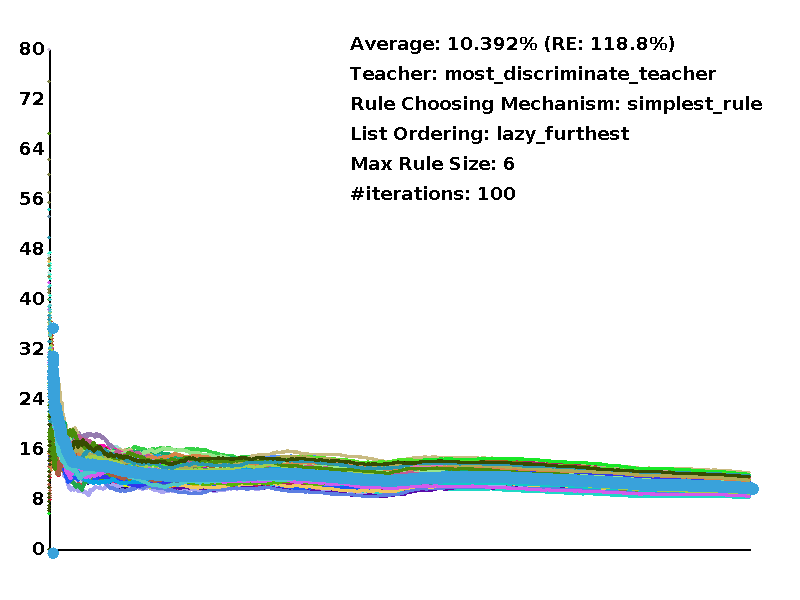 Average: 10.392% (RE: 118.8%)
Teacher: most_discriminate_teacher
Rule Choosing Mechanism: simplest_rule
List Ordering: lazy_furthest
Max Rule Size: 6
#iterations: 100
80
72
64
56
48
40
32
24
16
8
0